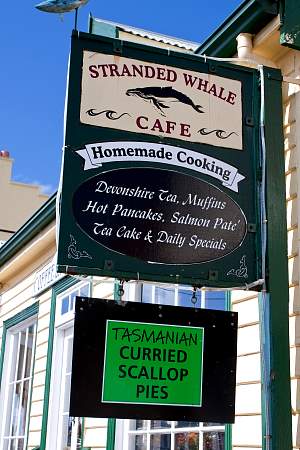 STRANDED WHALE
CAFE
Homemade Cooking
Devonshire Tea, Muffins
Hot Pancakes, Salmon Pate'
Tea Cake & Daily Specials
COFFEE
TASMANIAN
CURRIED
SCALLOP
PIES